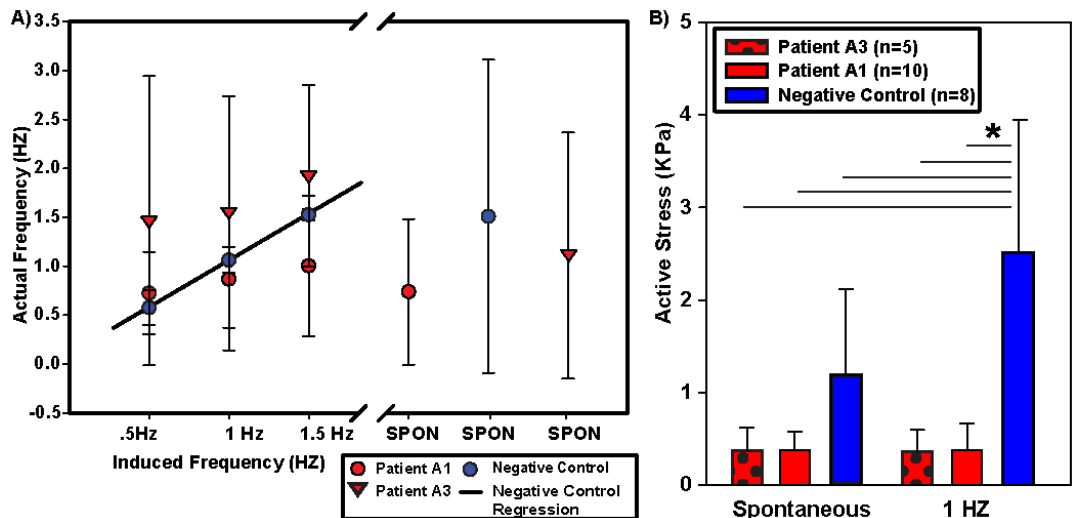 A)
3.5
3.0
2.5
2.0
1.5
1.0
0.5
0.0
-0.5
Actual Frequency (HZ)
.5Hz 1 Hz 1.5 Hz SPON SPON SPON
Induced Frequency (HZ)
Patient A1 Negative Control
Patient A3 Negative Control Regression
B)
5
4
3
2
1
0
Active Stress (KPa)
Patient A3 (n=5)
Patient A1 (n=10)
Negative Control (n=8)
*
Spontaneous 1 HZ